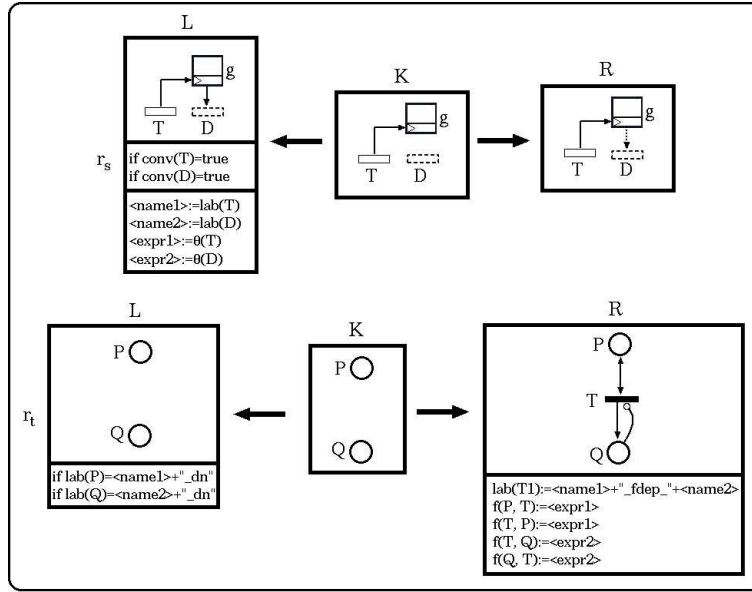 L
g
T D
r_s
if conv(T)=true
if conv(D)=true
<name1>:=lab(T)
<name2>:=lab(D)
<expr1>:=θ(T)
<expr2>:=θ(D)
K
g
T D
R
g
T D
L
P
Q
r_t
if lab(P)=<name1>+"_dn"
if lab(Q)=<name2>+"_dn"
K
P
Q
R
P
T
Q
lab(T1):=<name1>+"_fdep_"+<name2>
f(P, T):=<expr1>
f(T, P):=<expr1>
f(T, Q):=<expr2>
f(Q, T):=<expr2>